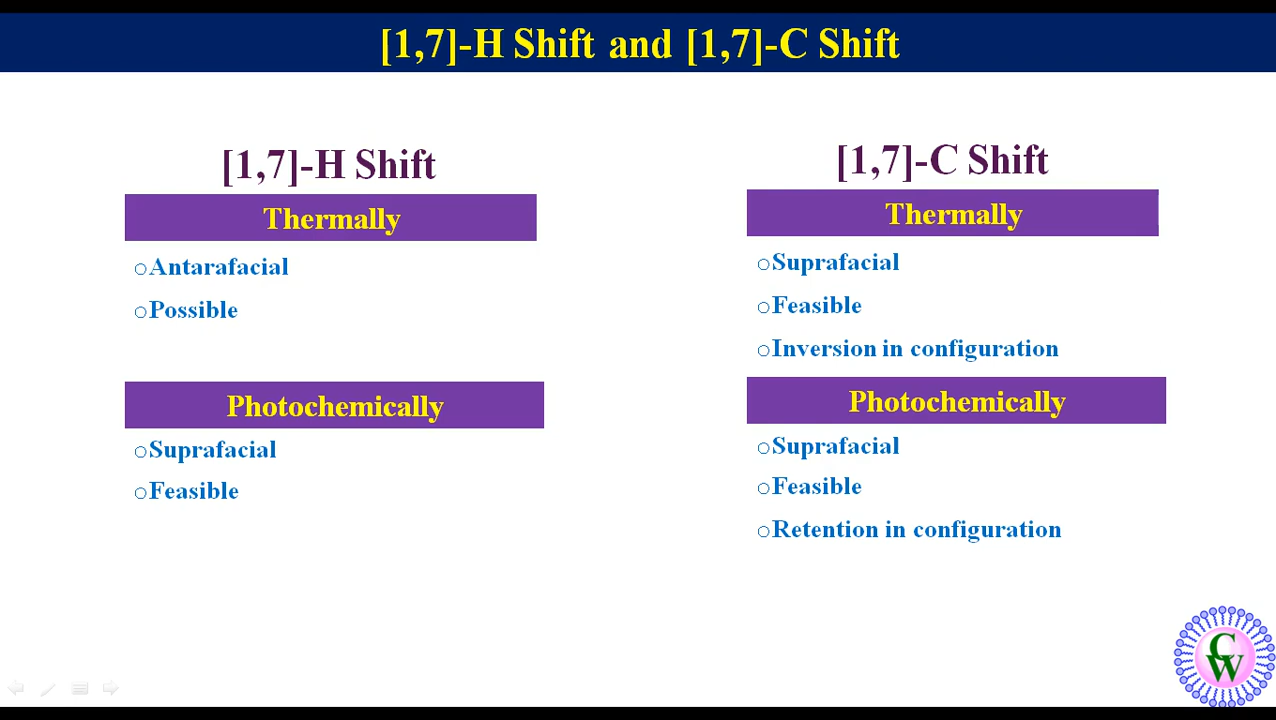 [1,7]-H Shift and [1,7]-C Shift
[1,7]-H Shift
Thermally
Antarafacial
Possible
Photochemically
Suprafacial
Feasible
[1,7]-C Shift
Thermally
Suprafacial
Feasible
Inversion in configuration
Photochemically
Suprafacial
Feasible
Retention in configuration
CW